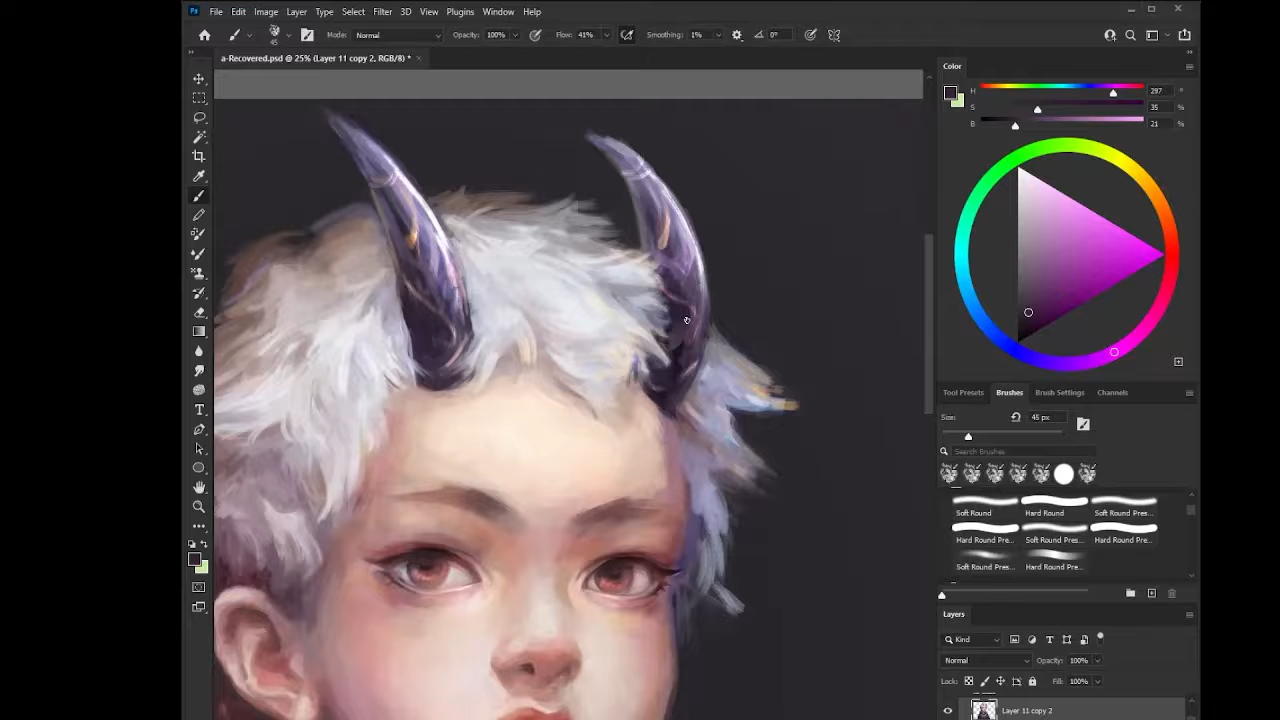 Ps File Edit Image Layer Type Select Filter 3D View Plugins Window Help
45 Mode: Normal Opacity: 100% Flow: 41% Smoothing: 1% 0°
a-Recovered.psd @ 25% (Layer 11 copy 2, RGB/8) * ×
Color
H 297 °
S 35 %
B 21 %
Tool Presets Brushes Brush Settings Channels
Size: 45 px
Search Brushes
Soft Round Hard Round Soft Round Pres...
Hard Round Pre... Soft Round Pres... Hard Round Pre...
Soft Round Pres... Hard Round Pre...
Layers
Kind
Normal Opacity: 100%
Lock: Fill: 100%
Layer 11 copy 2